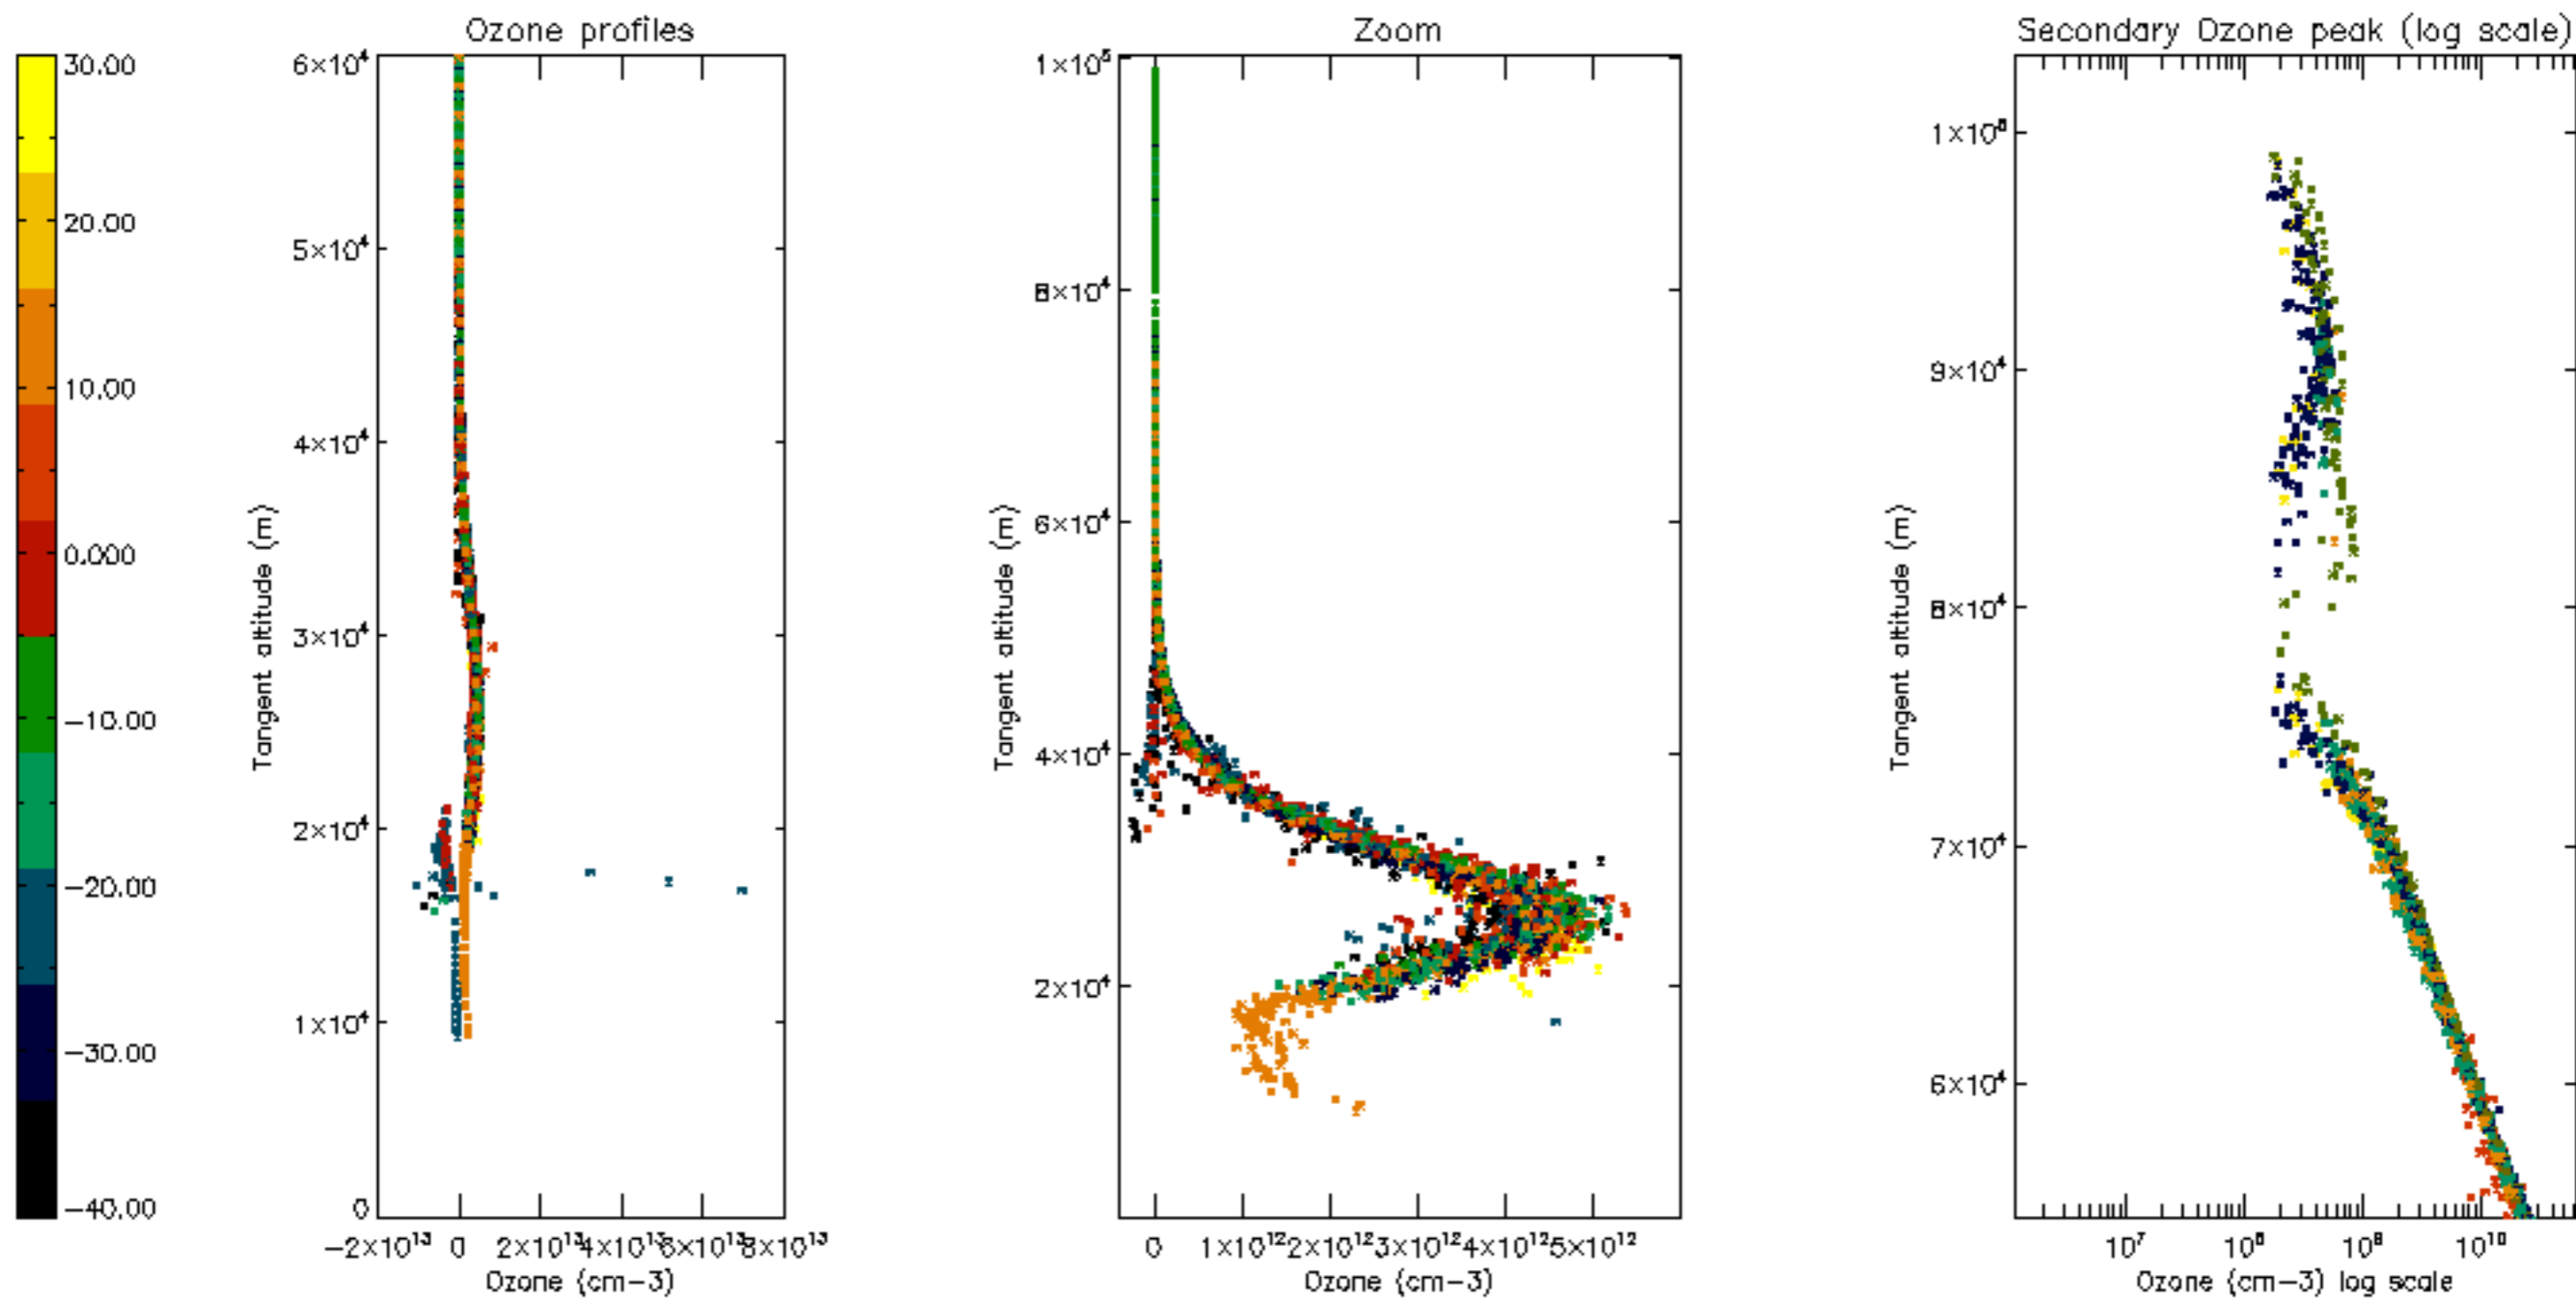 Ozone profiles
Zoom
Secondary Ozone peak (log scale)
30.00
20.00
10.00
0.000
-10.00
-20.00
-30.00
-40.00
Tangent altitude (m)
6×10⁴
5×10⁴
4×10⁴
3×10⁴
2×10⁴
1×10⁴
0
-2×10¹³ 0 2×10¹³ 4×10¹³ 6×10¹³ 8×10¹³
Ozone (cm-3)
Tangent altitude (m)
1×10⁵
8×10⁴
6×10⁴
4×10⁴
2×10⁴
0 1×10¹² 2×10¹² 3×10¹² 4×10¹² 5×10¹²
Ozone (cm-3)
Tangent altitude (m)
1×10⁵
9×10⁴
8×10⁴
7×10⁴
6×10⁴
10⁷ 10⁸ 10⁹ 10¹⁰
Ozone (cm-3) log scale